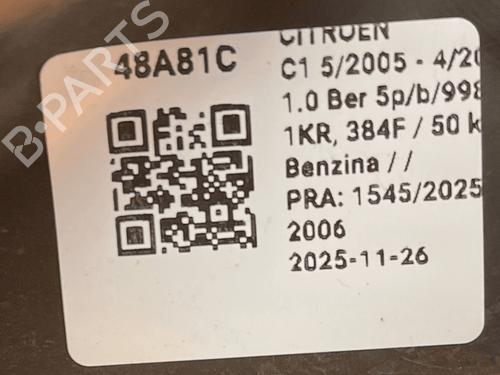 48A81C
CITROEN
C1 5/2005 - 4/20
1.0 Ber 5p/b/998
1KR, 384F / 50 k
Benzina / /
PRA: 1545/2025
2006
2025-11-26
B-PARTS